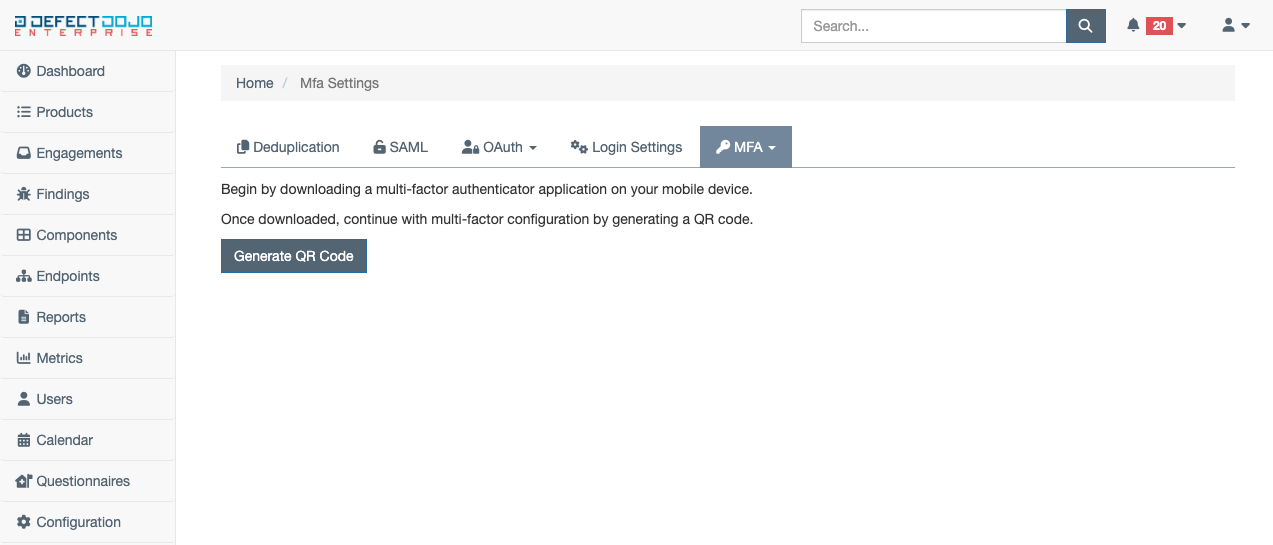 DEFECTDOJO
ENTERPRISE
Search...
20
Dashboard
Products
Engagements
Findings
Components
Endpoints
Reports
Metrics
Users
Calendar
Questionnaires
Configuration
Home / Mfa Settings
Deduplication SAML OAuth Login Settings MFA
Begin by downloading a multi-factor authenticator application on your mobile device.
Once downloaded, continue with multi-factor configuration by generating a QR code.
Generate QR Code